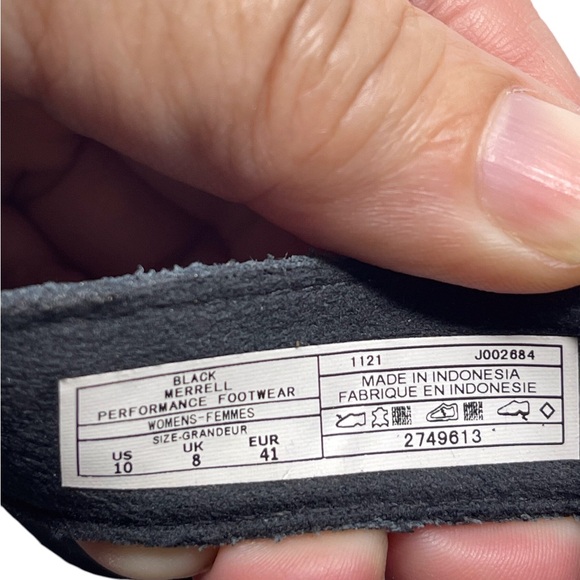 BLACK
MERRELL
PERFORMANCE FOOTWEAR
WOMENS-FEMMES
SIZE-GRANDEUR
US UK EUR
10 8 41
1121 J002684
MADE IN INDONESIA
FABRIQUE EN INDONESIE
2749613